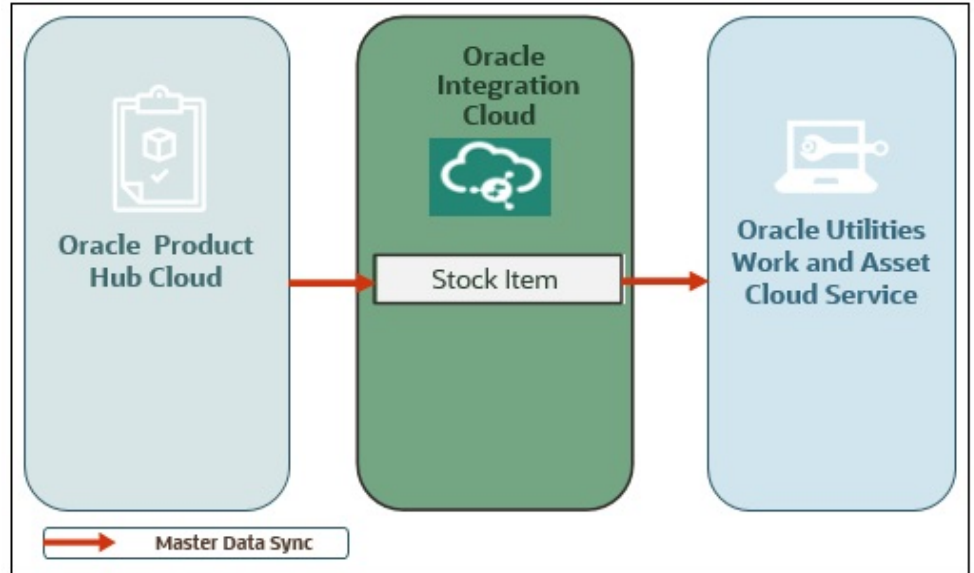 Oracle Product
Hub Cloud
Oracle
Integration
Cloud
Stock Item
Oracle Utilities
Work and Asset
Cloud Service
Master Data Sync